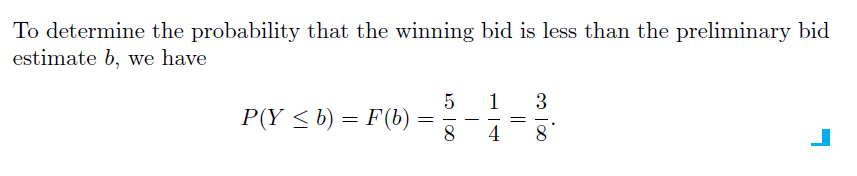 To determine the probability that the winning bid is less than the preliminary bid
estimate b, we have
P(Y ≤ b) = F(b) = 5/8 − 1/4 = 3/8.